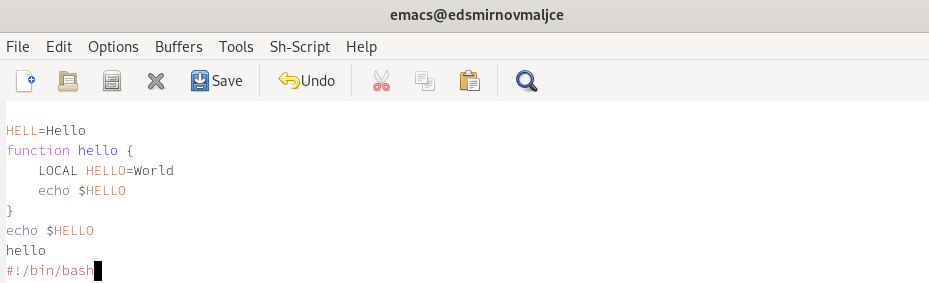 emacs@edsmirnovmaljce
File Edit Options Buffers Tools Sh-Script Help
Save Undo
HELL=Hello
function hello {
    LOCAL HELLO=World
    echo $HELLO
}
echo $HELLO
hello
#!/bin/bash